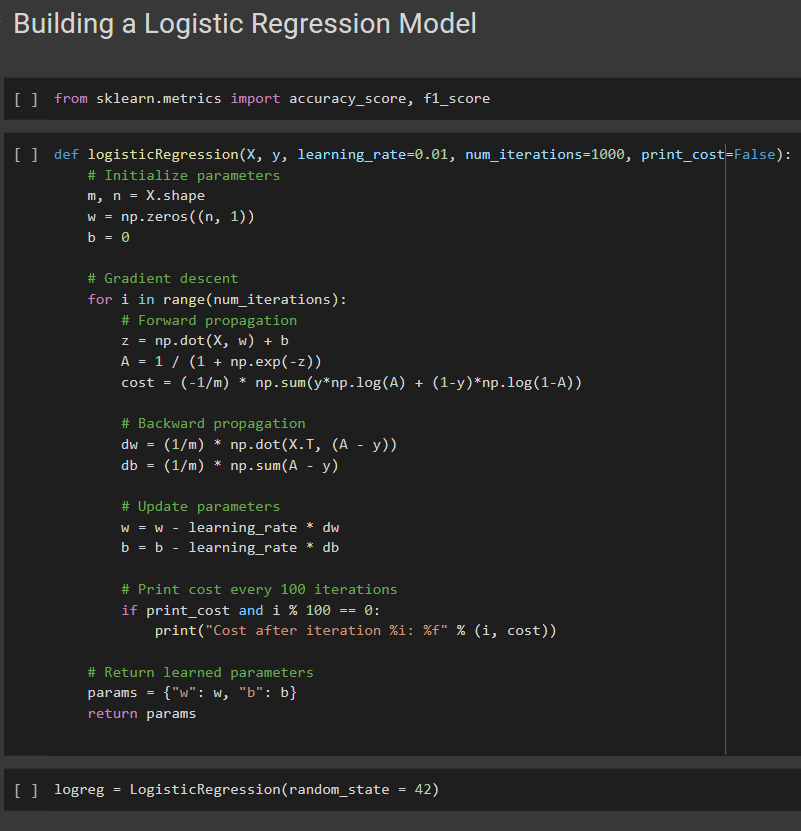 Building a Logistic Regression Model
[ ] from sklearn.metrics import accuracy_score, f1_score
[ ] def logisticRegression(X, y, learning_rate=0.01, num_iterations=1000, print_cost=False):
# Initialize parameters
m, n = X.shape
w = np.zeros((n, 1))
b = 0
# Gradient descent
for i in range(num_iterations):
# Forward propagation
z = np.dot(X, w) + b
A = 1 / (1 + np.exp(-z))
cost = (-1/m) * np.sum(y*np.log(A) + (1-y)*np.log(1-A))
# Backward propagation
dw = (1/m) * np.dot(X.T, (A - y))
db = (1/m) * np.sum(A - y)
# Update parameters
w = w - learning_rate * dw
b = b - learning_rate * db
# Print cost every 100 iterations
if print_cost and i % 100 == 0:
print("Cost after iteration %i: %f" % (i, cost))
# Return learned parameters
params = {"w": w, "b": b}
return params
[ ] logreg = LogisticRegression(random_state = 42)